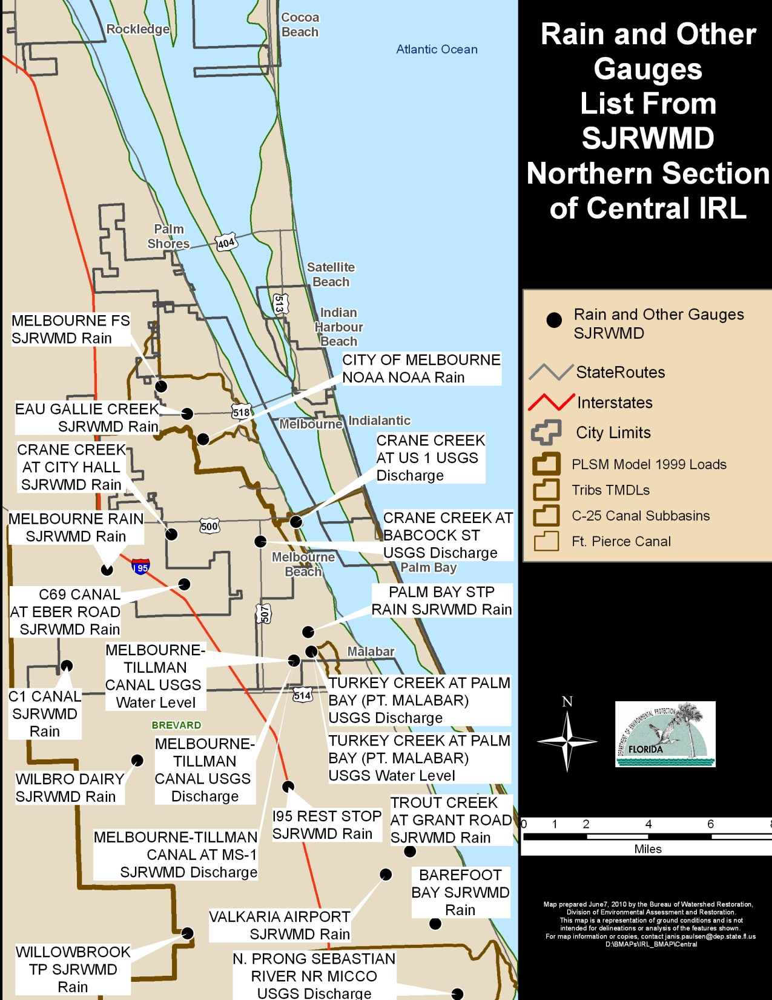 Rain and Other
Gauges
List From
SJRWMD
Northern Section
of Central IRL
Rain and Other Gauges
SJRWMD
StateRoutes
Interstates
City Limits
PLSM Model 1999 Loads
Tribs TMDLs
C-25 Canal Subbasins
Ft. Pierce Canal
N
DEPARTMENT OF ENVIRONMENTAL PROTECTION
FLORIDA
0 1 2 4 6 8
Miles
Map prepared June7, 2010 by the Bureau of Watershed Restoration,
Division of Environmental Assessment and Restoration.
This map is a representation of ground conditions and is not
intended for delineations or analysis of the features shown.
For map information or copies, contact janis.paulsen@dep.state.fl.us
D:\BMAPs\IRL_BMAP\Central
Rockledge
Cocoa
Beach
Atlantic Ocean
Palm
Shores
404
Satellite
Beach
513
Indian
Harbour
Beach
MELBOURNE FS
SJRWMD Rain
CITY OF MELBOURNE
NOAA NOAA Rain
EAU GALLIE CREEK
SJRWMD Rain
518
Melbourne
Indialantic
CRANE CREEK
AT CITY HALL
SJRWMD Rain
CRANE CREEK
AT US 1 USGS
Discharge
MELBOURNE RAIN
SJRWMD Rain
500
CRANE CREEK AT
BABCOCK ST
USGS Discharge
Melbourne
Beach
Palm Bay
I 95
C69 CANAL
AT EBER ROAD
SJRWMD Rain
PALM BAY STP
RAIN SJRWMD Rain
507
MELBOURNE-
TILLMAN
CANAL USGS
Water Level
Malabar
C1 CANAL
SJRWMD
Rain
514
TURKEY CREEK AT PALM
BAY (PT. MALABAR)
USGS Discharge
BREVARD
MELBOURNE-
TILLMAN
CANAL USGS
Discharge
TURKEY CREEK AT PALM
BAY (PT. MALABAR)
USGS Water Level
WILBRO DAIRY
SJRWMD Rain
I95 REST STOP
SJRWMD Rain
TROUT CREEK
AT GRANT ROAD
SJRWMD Rain
MELBOURNE-TILLMAN
CANAL AT MS-1
SJRWMD Discharge
BAREFOOT
BAY SJRWMD
Rain
VALKARIA AIRPORT
SJRWMD Rain
WILLOWBROOK
TP SJRWMD
Rain
N. PRONG SEBASTIAN
RIVER NR MICCO
USGS Discharge